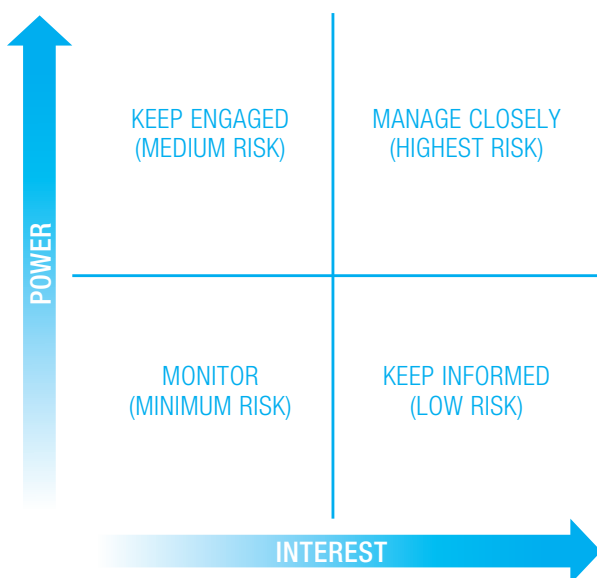 KEEP ENGAGED
(MEDIUM RISK)
MANAGE CLOSELY
(HIGHEST RISK)
POWER
MONITOR
(MINIMUM RISK)
KEEP INFORMED
(LOW RISK)
INTEREST